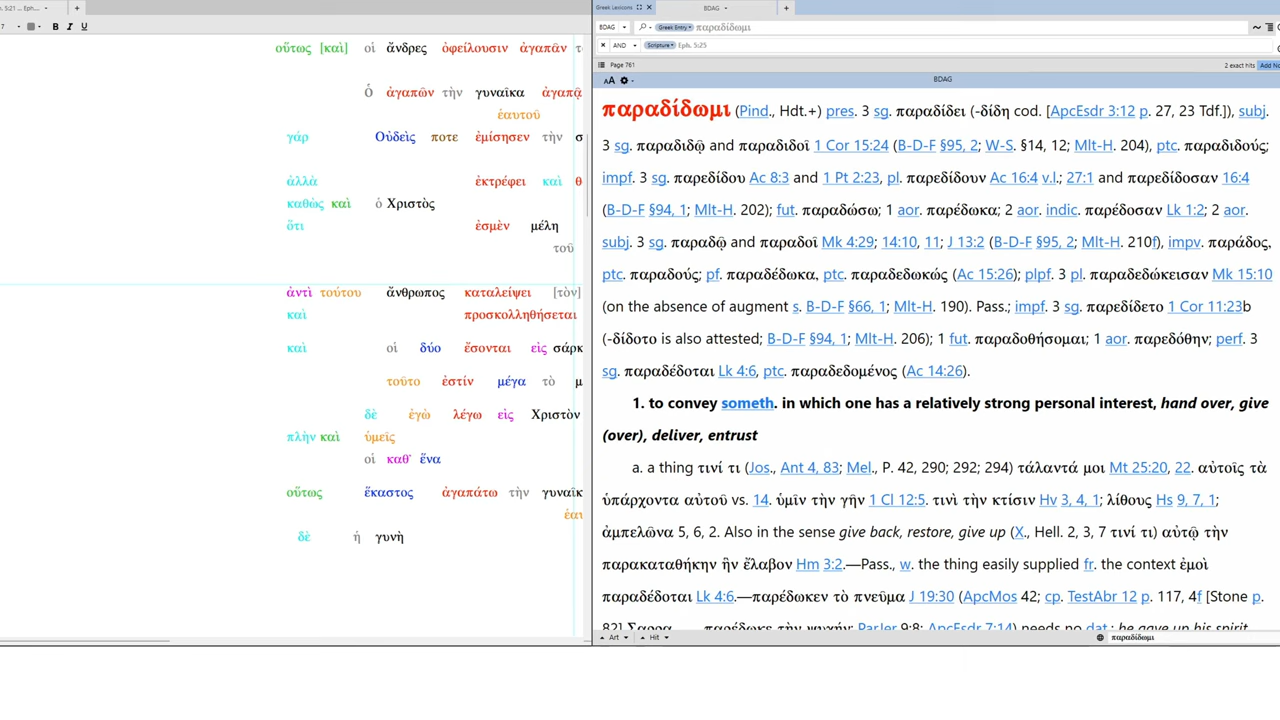 5:21 ... Eph...
B I U
οὕτως [καὶ] οἱ ἄνδρες ὀφείλουσιν ἀγαπᾶν
ὁ ἀγαπῶν τὴν γυναῖκα
ἑαυτοῦ
γάρ Οὐδεὶς ποτε ἐμίσησεν τὴν
ἀλλὰ ἐκτρέφει καὶ
καθὼς καὶ ὁ Χριστὸς
ὅτι ἐσμὲν μέλη
τοῦ
ἀντὶ τούτου ἄνθρωπος καταλείψει [τὸν]
καὶ προσκολληθήσεται
καὶ οἱ δύο ἔσονται εἰς
τοῦτο ἐστίν μέγα τὸ
δὲ ἐγὼ λέγω εἰς Χριστὸν
πλὴν καὶ ὑμεῖς
οἱ καθ᾽ ἕνα
οὕτως ἕκαστος ἀγαπάτω τὴν
δὲ ἡ γυνὴ
Greek Lexicons BDAG
BDAG Greek Entry παραδίδωμι
AND Scripture Eph. 5:25
Page 761 2 exact hits
AA BDAG
παραδίδωμι (Pind., Hdt.+) pres. 3 sg. παραδίδει (-δίδη cod. [ApcEsdr 3:12 p. 27, 23 Tdf.]), subj.
3 sg. παραδιδῷ and παραδιδοῖ 1 Cor 15:24 (B-D-F §95, 2; W-S. §14, 12; Mlt-H. 204), ptc. παραδιδούς;
impf. 3 sg. παρεδίδου Ac 8:3 and 1 Pt 2:23, pl. παρεδίδουν Ac 16:4 v.l.; 27:1 and παρεδίδοσαν 16:4
(B-D-F §94, 1; Mlt-H. 202); fut. παραδώσω; 1 aor. παρέδωκα; 2 aor. indic. παρέδοσαν Lk 1:2; 2 aor.
subj. 3 sg. παραδῷ and παραδοῖ Mk 4:29; 14:10, 11; J 13:2 (B-D-F §95, 2; Mlt-H. 210f), impv. παράδος,
ptc. παραδούς; pf. παραδέδωκα, ptc. παραδεδωκώς (Ac 15:26); plpf. 3 pl. παραδεδώκεισαν Mk 15:10
(on the absence of augment s. B-D-F §66, 1; Mlt-H. 190). Pass.; impf. 3 sg. παρεδίδετο 1 Cor 11:23b
(-δίδοτο is also attested; B-D-F §94, 1; Mlt-H. 206); 1 fut. παραδοθήσομαι; 1 aor. παρεδόθην; perf. 3
sg. παραδέδοται Lk 4:6, ptc. παραδεδομένος (Ac 14:26).
1. to convey someth. in which one has a relatively strong personal interest, hand over, give
(over), deliver, entrust
a. a thing τινί τι (Jos., Ant 4, 83; Mel., P. 42, 290; 292; 294) τάλαντά μοι Mt 25:20, 22. αὐτοῖς τὰ
ὑπάρχοντα αὐτοῦ vs. 14. ὑμῖν τὴν γῆν 1 Cl 12:5. τινὶ τὴν κτίσιν Hv 3, 4, 1; λίθους Hs 9, 7, 1;
ἀμπελῶνα 5, 6, 2. Also in the sense give back, restore, give up (X., Hell. 2, 3, 7 τινί τι) αὐτῷ τὴν
παρακαταθήκην ἣν ἔλαβον Hm 3:2.—Pass., w. the thing easily supplied fr. the context ἐμοὶ
παραδέδοται Lk 4:6.—παρέδωκεν τὸ πνεῦμα J 19:30 (ApcMos 42; cp. TestAbr 12 p. 117, 4f [Stone p.
Art Hit παραδίδωμι